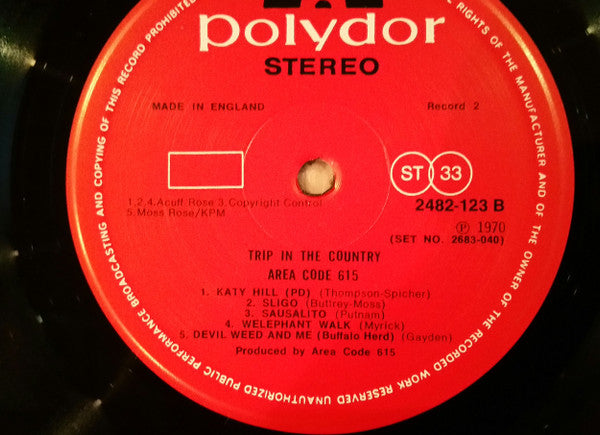 polydor
STEREO
MADE IN ENGLAND
Record 2
ST 33
1,2,4. Acuff Rose 3. Copyright Control
5. Moss Rose/KPM
2482-123 B
℗ 1970
(SET NO. 2683-040)
TRIP IN THE COUNTRY
AREA CODE 615
1. KATY HILL (PD) (Thompson-Spicher)
2. SLIGO (Buttrey-Moss)
3. SAUSALITO (Putnam)
4. WELEPHANT WALK (Myrick)
5. DEVIL WEED AND ME (Buffalo Herd) (Gayden)
Produced by Area Code 615
RIGHTS OF THE MANUFACTURER AND OF THE OWNER OF THE RECORDED WORK RESERVED UNAUTHORIZED PUBLIC PERFORMANCE BROADCASTING AND COPYING OF THIS RECORD PROHIBITED